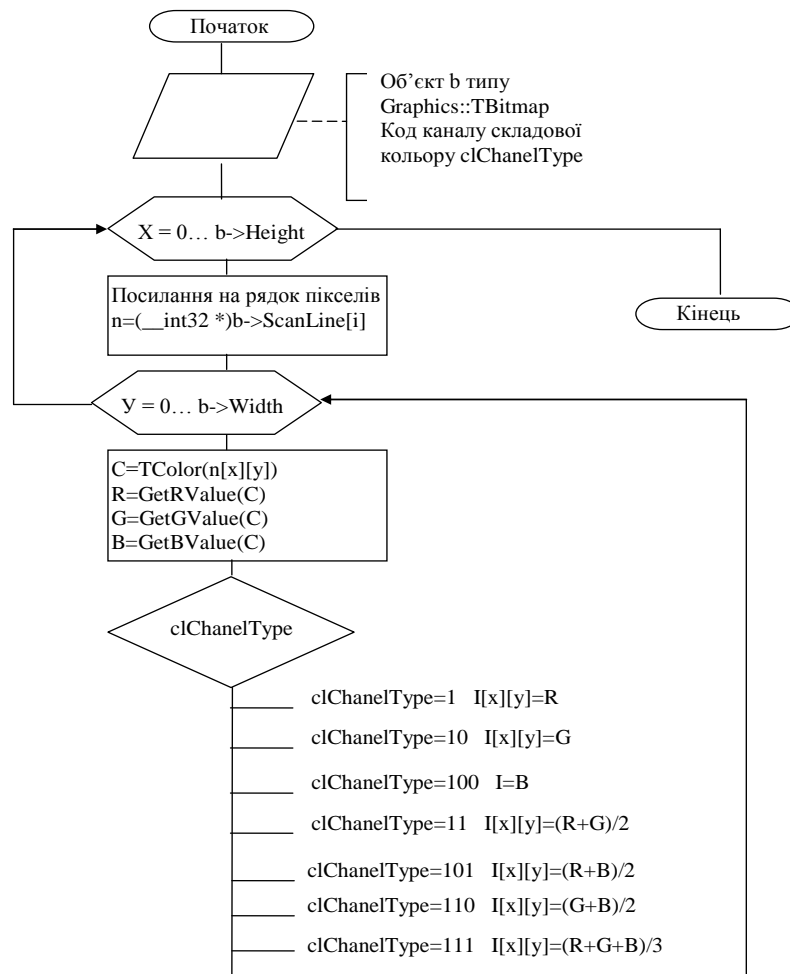 Початок
Об’єкт b типу
Graphics::TBitmap
Код каналу складової
кольору clChanelType
X = 0… b->Height
Посилання на рядок пікселів
n=(__int32 *)b->ScanLine[i]
Кінець
У = 0… b->Width
C=TColor(n[x][y])
R=GetRValue(C)
G=GetGValue(C)
B=GetBValue(C)
clChanelType
clChanelType=1 I[x][y]=R
clChanelType=10 I[x][y]=G
clChanelType=100 I=B
clChanelType=11 I[x][y]=(R+G)/2
clChanelType=101 I[x][y]=(R+B)/2
clChanelType=110 I[x][y]=(G+B)/2
clChanelType=111 I[x][y]=(R+G+B)/3